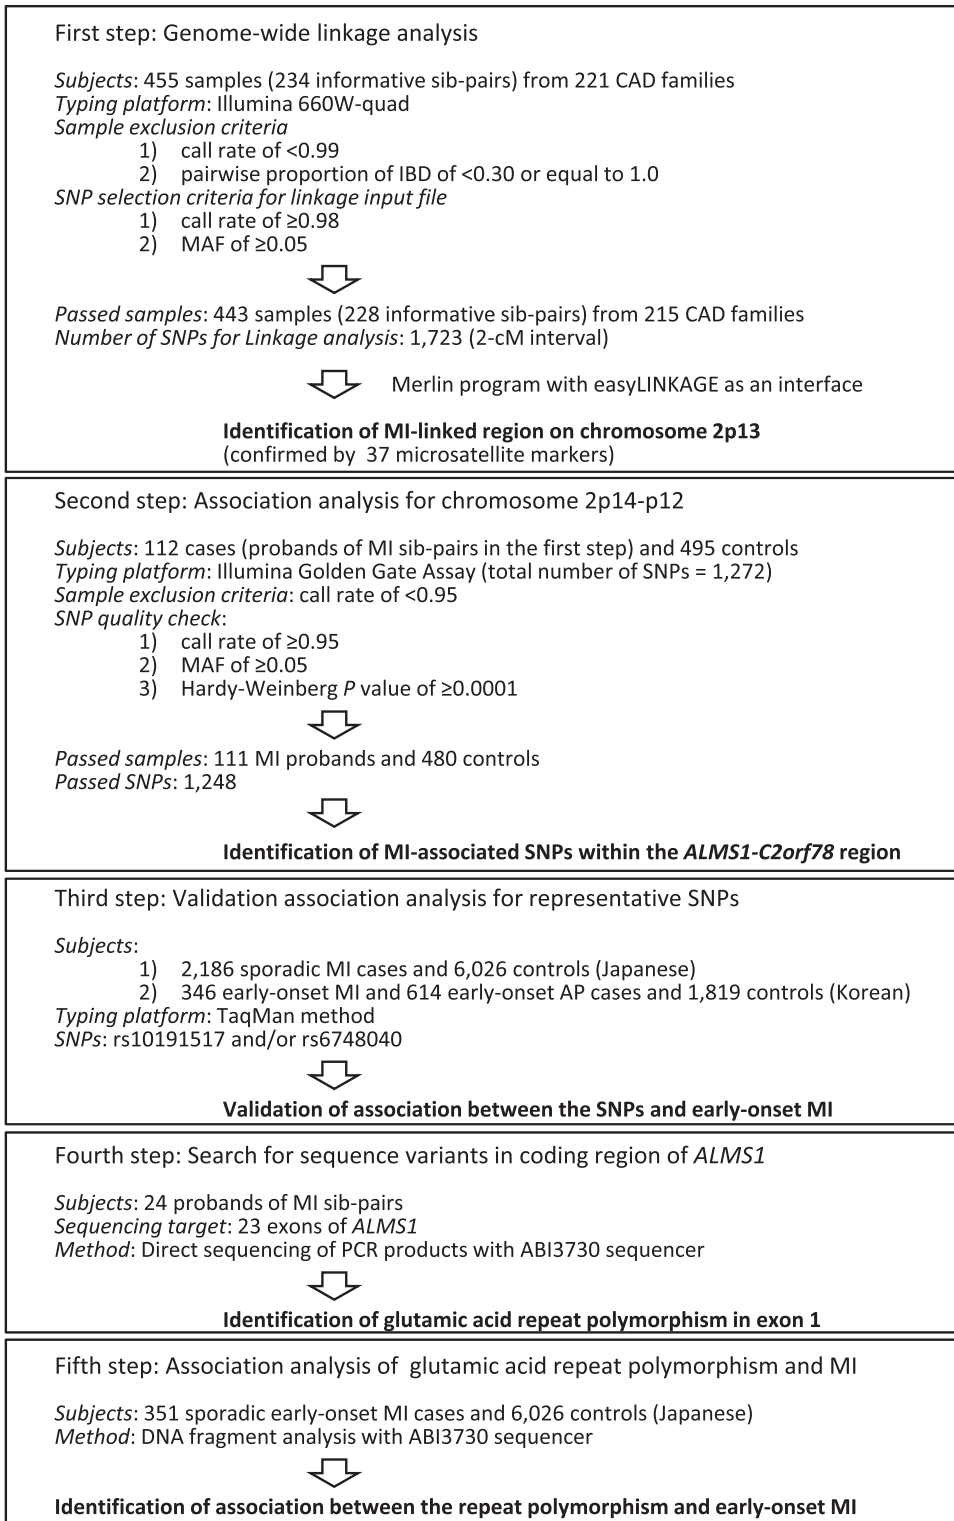 First step: Genome-wide linkage analysis
Subjects: 455 samples (234 informative sib-pairs) from 221 CAD families
Typing platform: Illumina 660W-quad
Sample exclusion criteria
1) call rate of <0.99
2) pairwise proportion of IBD of <0.30 or equal to 1.0
SNP selection criteria for linkage input file
1) call rate of ≥0.98
2) MAF of ≥0.05
Passed samples: 443 samples (228 informative sib-pairs) from 215 CAD families
Number of SNPs for Linkage analysis: 1,723 (2-cM interval)
Merlin program with easyLINKAGE as an interface
Identification of MI-linked region on chromosome 2p13
(confirmed by 37 microsatellite markers)
Second step: Association analysis for chromosome 2p14-p12
Subjects: 112 cases (probands of MI sib-pairs in the first step) and 495 controls
Typing platform: Illumina Golden Gate Assay (total number of SNPs = 1,272)
Sample exclusion criteria: call rate of <0.95
SNP quality check:
1) call rate of ≥0.95
2) MAF of ≥0.05
3) Hardy-Weinberg P value of ≥0.0001
Passed samples: 111 MI probands and 480 controls
Passed SNPs: 1,248
Identification of MI-associated SNPs within the ALMS1-C2orf78 region
Third step: Validation association analysis for representative SNPs
Subjects:
1) 2,186 sporadic MI cases and 6,026 controls (Japanese)
2) 346 early-onset MI and 614 early-onset AP cases and 1,819 controls (Korean)
Typing platform: TaqMan method
SNPs: rs10191517 and/or rs6748040
Validation of association between the SNPs and early-onset MI
Fourth step: Search for sequence variants in coding region of ALMS1
Subjects: 24 probands of MI sib-pairs
Sequencing target: 23 exons of ALMS1
Method: Direct sequencing of PCR products with ABI3730 sequencer
Identification of glutamic acid repeat polymorphism in exon 1
Fifth step: Association analysis of glutamic acid repeat polymorphism and MI
Subjects: 351 sporadic early-onset MI cases and 6,026 controls (Japanese)
Method: DNA fragment analysis with ABI3730 sequencer
Identification of association between the repeat polymorphism and early-onset MI